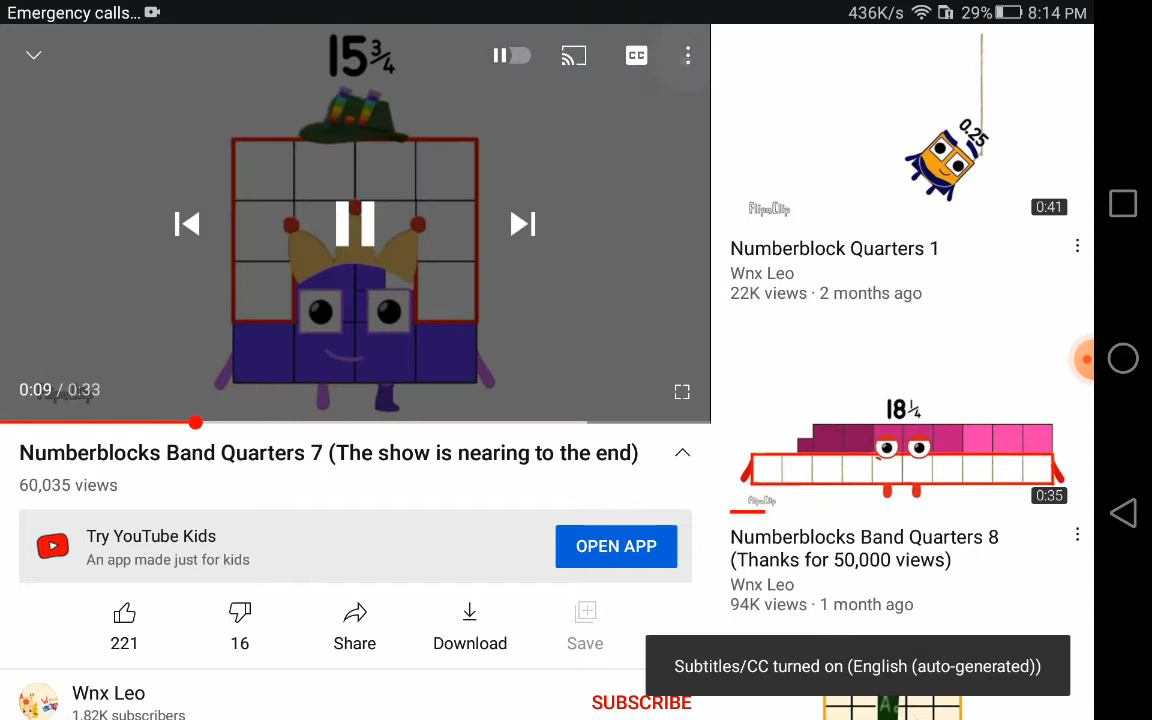 Emergency calls...
436K/s 29% 8:14 PM
15¾
CC
0:09 / 0:33
Numberblocks Band Quarters 7 (The show is nearing to the end)
60,035 views
Try YouTube Kids
An app made just for kids
OPEN APP
221
16
Share
Download
Save
Wnx Leo
1.82K subscribers
SUBSCRIBE
0.25
FlipaClip
0:41
Numberblock Quarters 1
Wnx Leo
22K views · 2 months ago
18¼
FlipaClip
0:35
Numberblocks Band Quarters 8
(Thanks for 50,000 views)
Wnx Leo
94K views · 1 month ago
Subtitles/CC turned on (English (auto-generated))